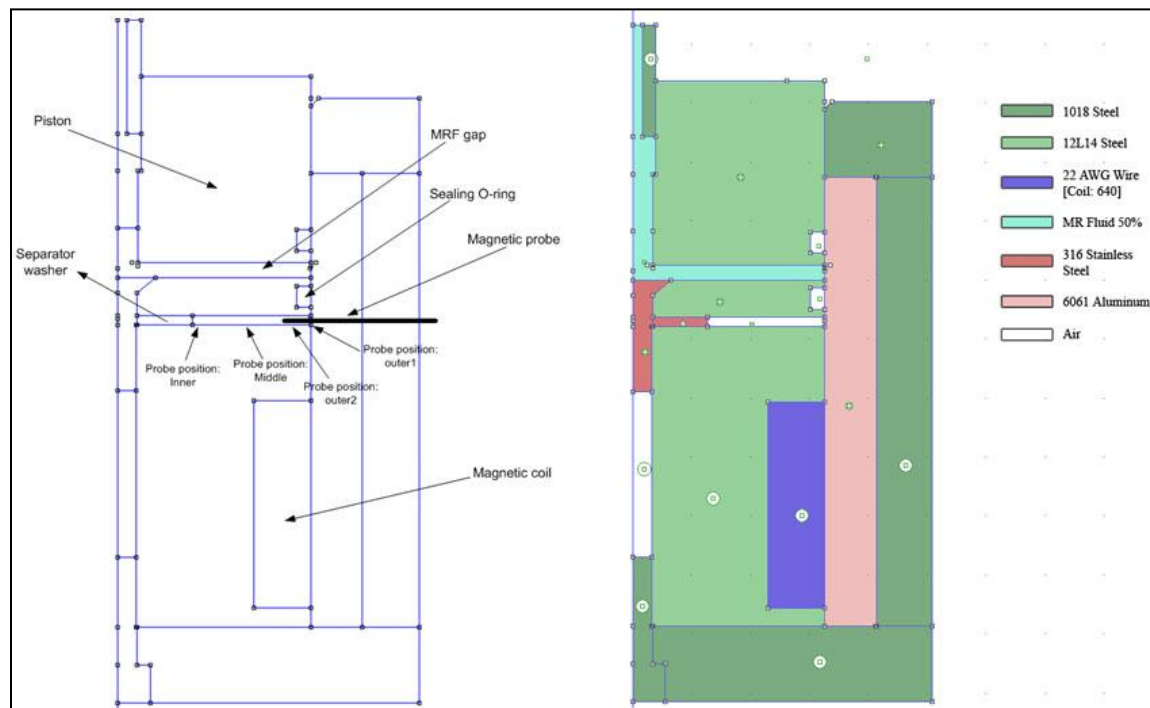 Piston
MRF gap
Sealing O-ring
Magnetic probe
Separator
washer
Probe position:
outer1
Probe position:
Inner
Probe position:
Middle
Probe position:
outer2
Magnetic coil
1018 Steel
12L14 Steel
22 AWG Wire
[Coil: 640]
MR Fluid 50%
316 Stainless
Steel
6061 Aluminum
Air